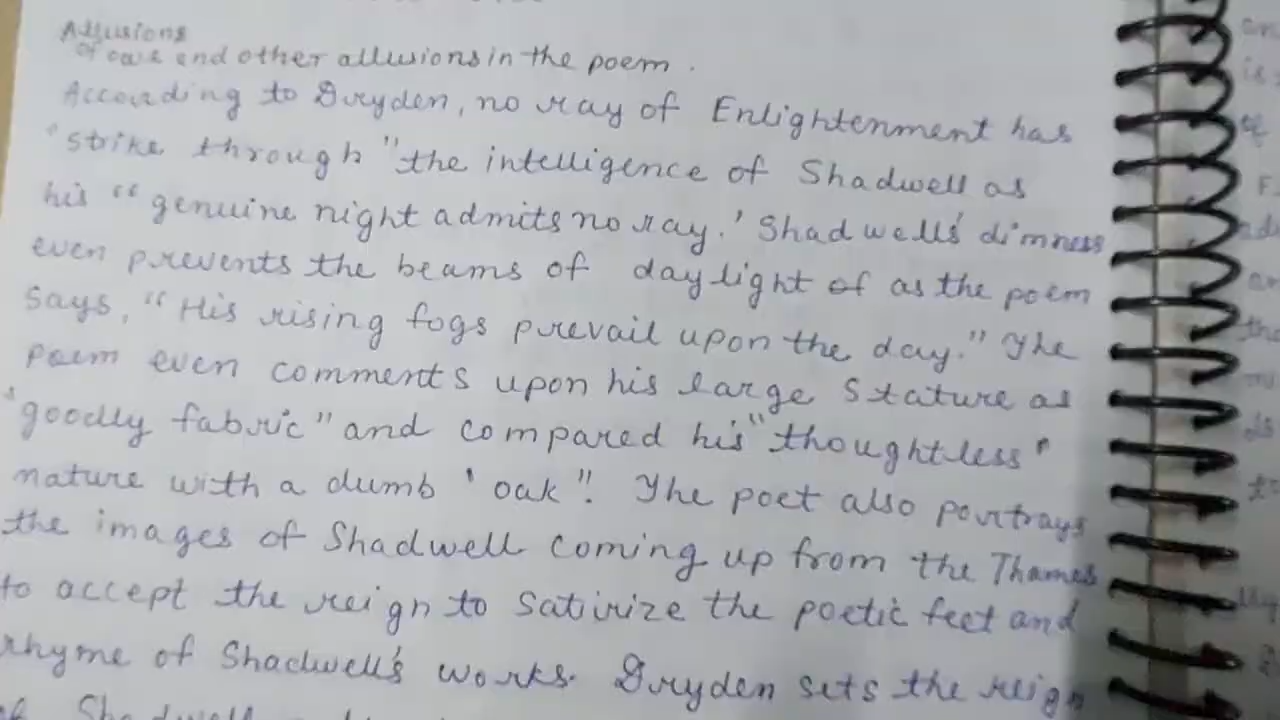 Allusions
of care and other allusions in the poem.
According to Dryden, no ray of Enlightenment has
"strike through "the intelligence of Shadwell as
his "genuine night admits no ray.' Shadwell's dimness
even prevents the beams of daylight of as the poem
says, "His rising fogs prevail upon the day." The
poem even comments upon his large stature as
'goodly fabric" and compared his "thoughtless"
nature with a dumb 'oak". The poet also portrays
the images of Shadwell coming up from the Thames
to accept the reign to satirize the poetic feet and
rhyme of Shadwell's works. Dryden sets the reign
of Shadwell